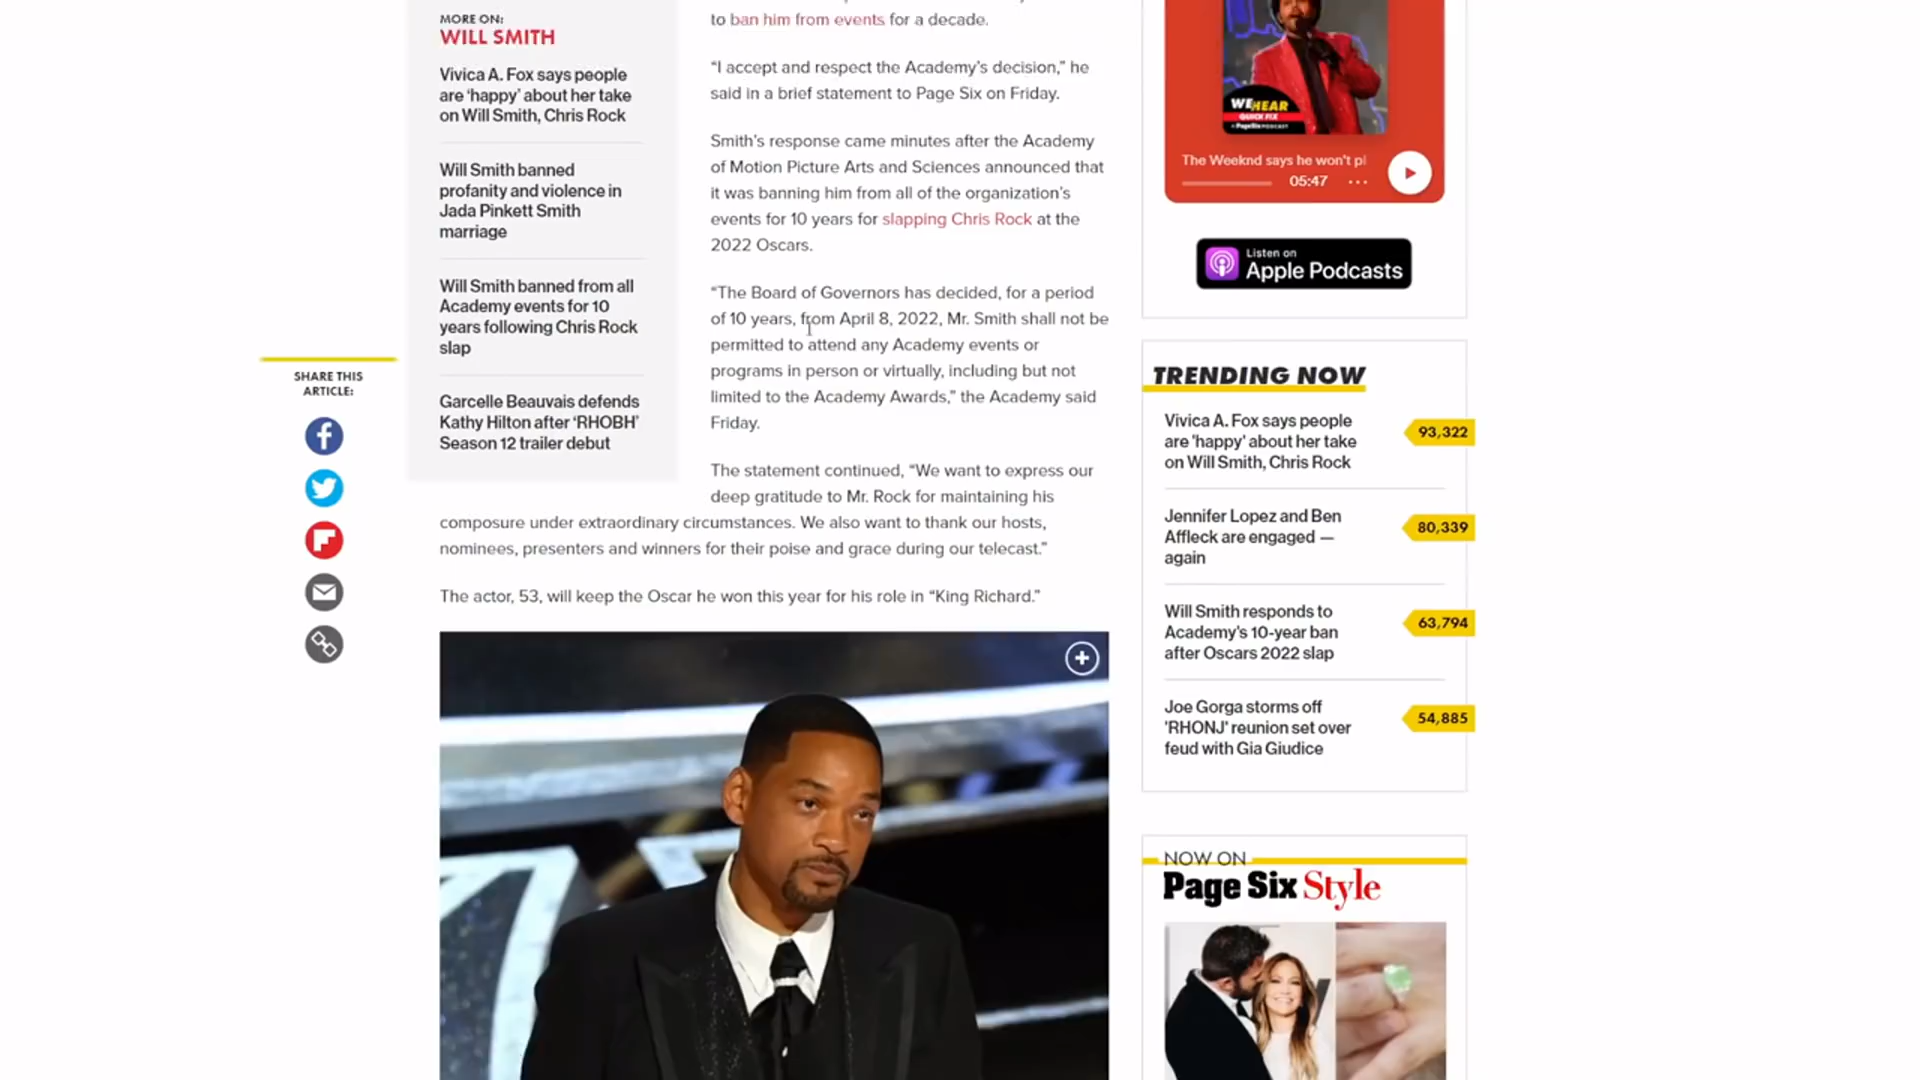 MORE ON:
WILL SMITH
Vivica A. Fox says people
are ‘happy’ about her take
on Will Smith, Chris Rock
Will Smith banned
profanity and violence in
Jada Pinkett Smith
marriage
Will Smith banned from all
Academy events for 10
years following Chris Rock
slap
Garcelle Beauvais defends
Kathy Hilton after ‘RHOBH’
Season 12 trailer debut
SHARE THIS
ARTICLE:
to ban him from events for a decade.
“I accept and respect the Academy’s decision,” he
said in a brief statement to Page Six on Friday.
Smith’s response came minutes after the Academy
of Motion Picture Arts and Sciences announced that
it was banning him from all of the organization’s
events for 10 years for slapping Chris Rock at the
2022 Oscars.
“The Board of Governors has decided, for a period
of 10 years, from April 8, 2022, Mr. Smith shall not be
permitted to attend any Academy events or
programs in person or virtually, including but not
limited to the Academy Awards,” the Academy said
Friday.
The statement continued, “We want to express our
deep gratitude to Mr. Rock for maintaining his
composure under extraordinary circumstances. We also want to thank our hosts,
nominees, presenters and winners for their poise and grace during our telecast.”
The actor, 53, will keep the Oscar he won this year for his role in “King Richard.”
WE HEAR
QUICK FIX
A PageSix PODCAST
The Weeknd says he won't pl
05:47
Listen on
Apple Podcasts
TRENDING NOW
Vivica A. Fox says people
are 'happy' about her take
on Will Smith, Chris Rock
93,322
Jennifer Lopez and Ben
Affleck are engaged —
again
80,339
Will Smith responds to
Academy's 10-year ban
after Oscars 2022 slap
63,794
Joe Gorga storms off
'RHONJ' reunion set over
feud with Gia Giudice
54,885
NOW ON
Page Six Style